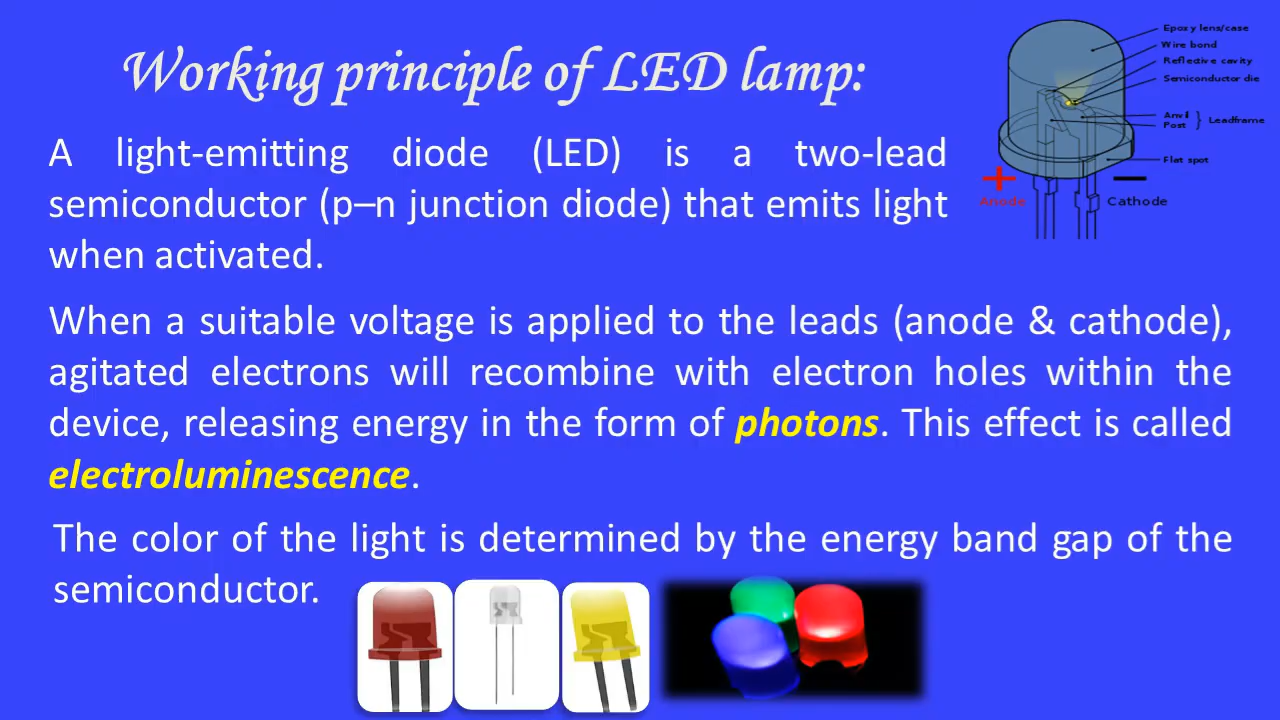 Working principle of LED lamp:
A light-emitting diode (LED) is a two-lead
semiconductor (p–n junction diode) that emits light
when activated.
Epoxy lens/case
Wire bond
Reflective cavity
Semiconductor die
Anvil
Post
Leadframe
Flat spot
+
−
Anode
Cathode
When a suitable voltage is applied to the leads (anode & cathode),
agitated electrons will recombine with electron holes within the
device, releasing energy in the form of photons. This effect is called
electroluminescence.
The color of the light is determined by the energy band gap of the
semiconductor.